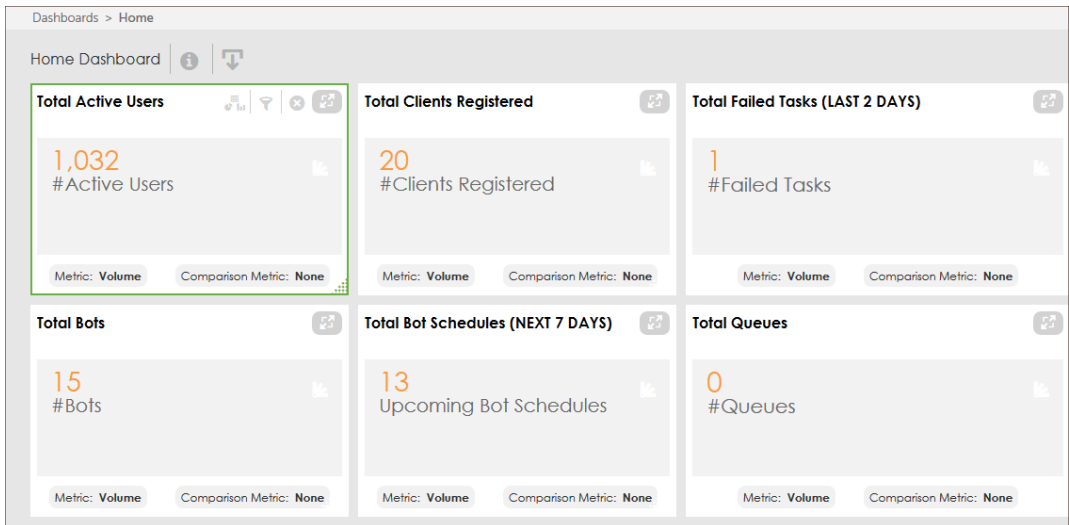 Dashboards > Home
Home Dashboard
Total Active Users
1,032
#Active Users
Metric: Volume
Comparison Metric: None
Total Clients Registered
20
#Clients Registered
Metric: Volume
Comparison Metric: None
Total Failed Tasks (LAST 2 DAYS)
1
#Failed Tasks
Metric: Volume
Comparison Metric: None
Total Bots
15
#Bots
Metric: Volume
Comparison Metric: None
Total Bot Schedules (NEXT 7 DAYS)
13
Upcoming Bot Schedules
Metric: Volume
Comparison Metric: None
Total Queues
0
#Queues
Metric: Volume
Comparison Metric: None